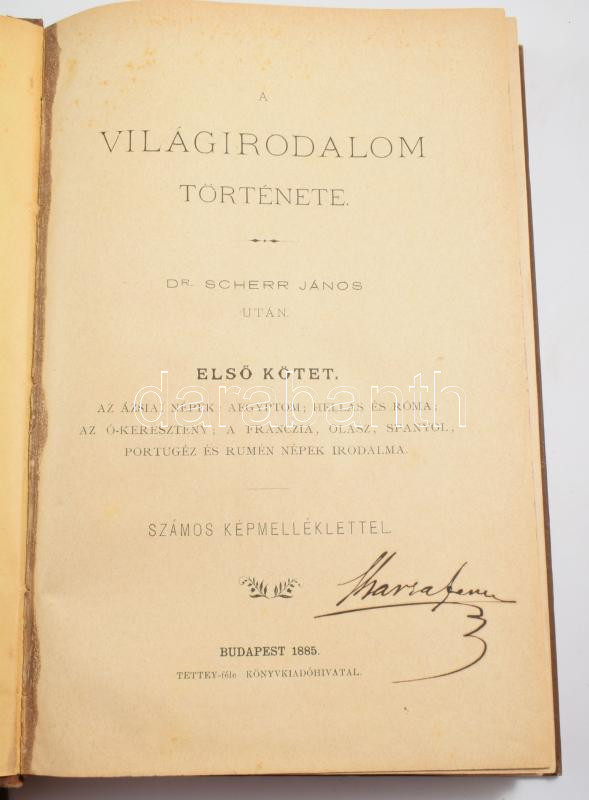 A
VILÁGIRODALOM
TÖRTÉNETE.
DR. SCHERR JÁNOS
UTÁN.
ELSŐ KÖTET.
AZ ÁZSIAI NÉPEK; AEGYPTOM; HELLÁS ÉS RÓMA;
AZ Ó-KERESZTÉNY; A FRANCZIA, OLASZ, SPANYOL,
PORTUGÉZ ÉS RUMÉN NÉPEK IRODALMA.
darabanth
SZÁMOS KÉPMELLÉKLETTEL.
BUDAPEST 1885.
TETTEY-féle KÖNYVKIADÓHIVATAL.